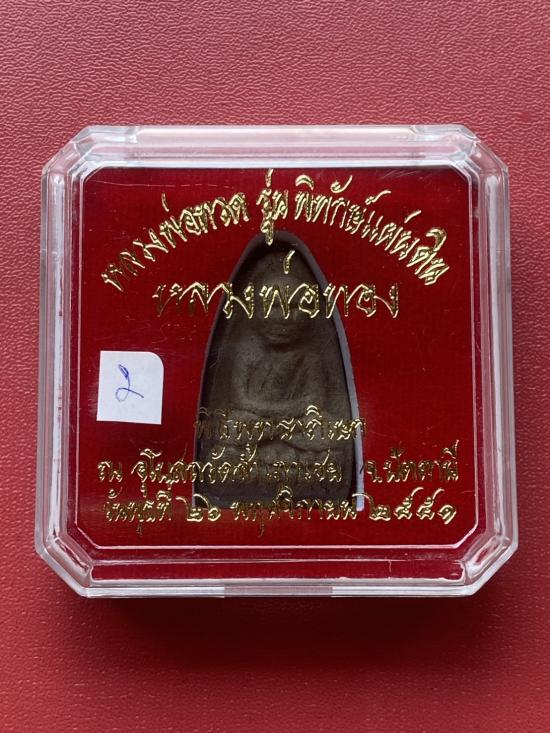 หลวงพ่อทวด รุ่น พิทักษ์แผ่นดิน
หลวงพ่อทอง
พิธีพุทธาภิเษก
ณ อุโบสถวัดสำเภาเชย จ.ปัตตานี
วันพุธที่ ๒๖ พฤศจิกายน ๒๕๕๑